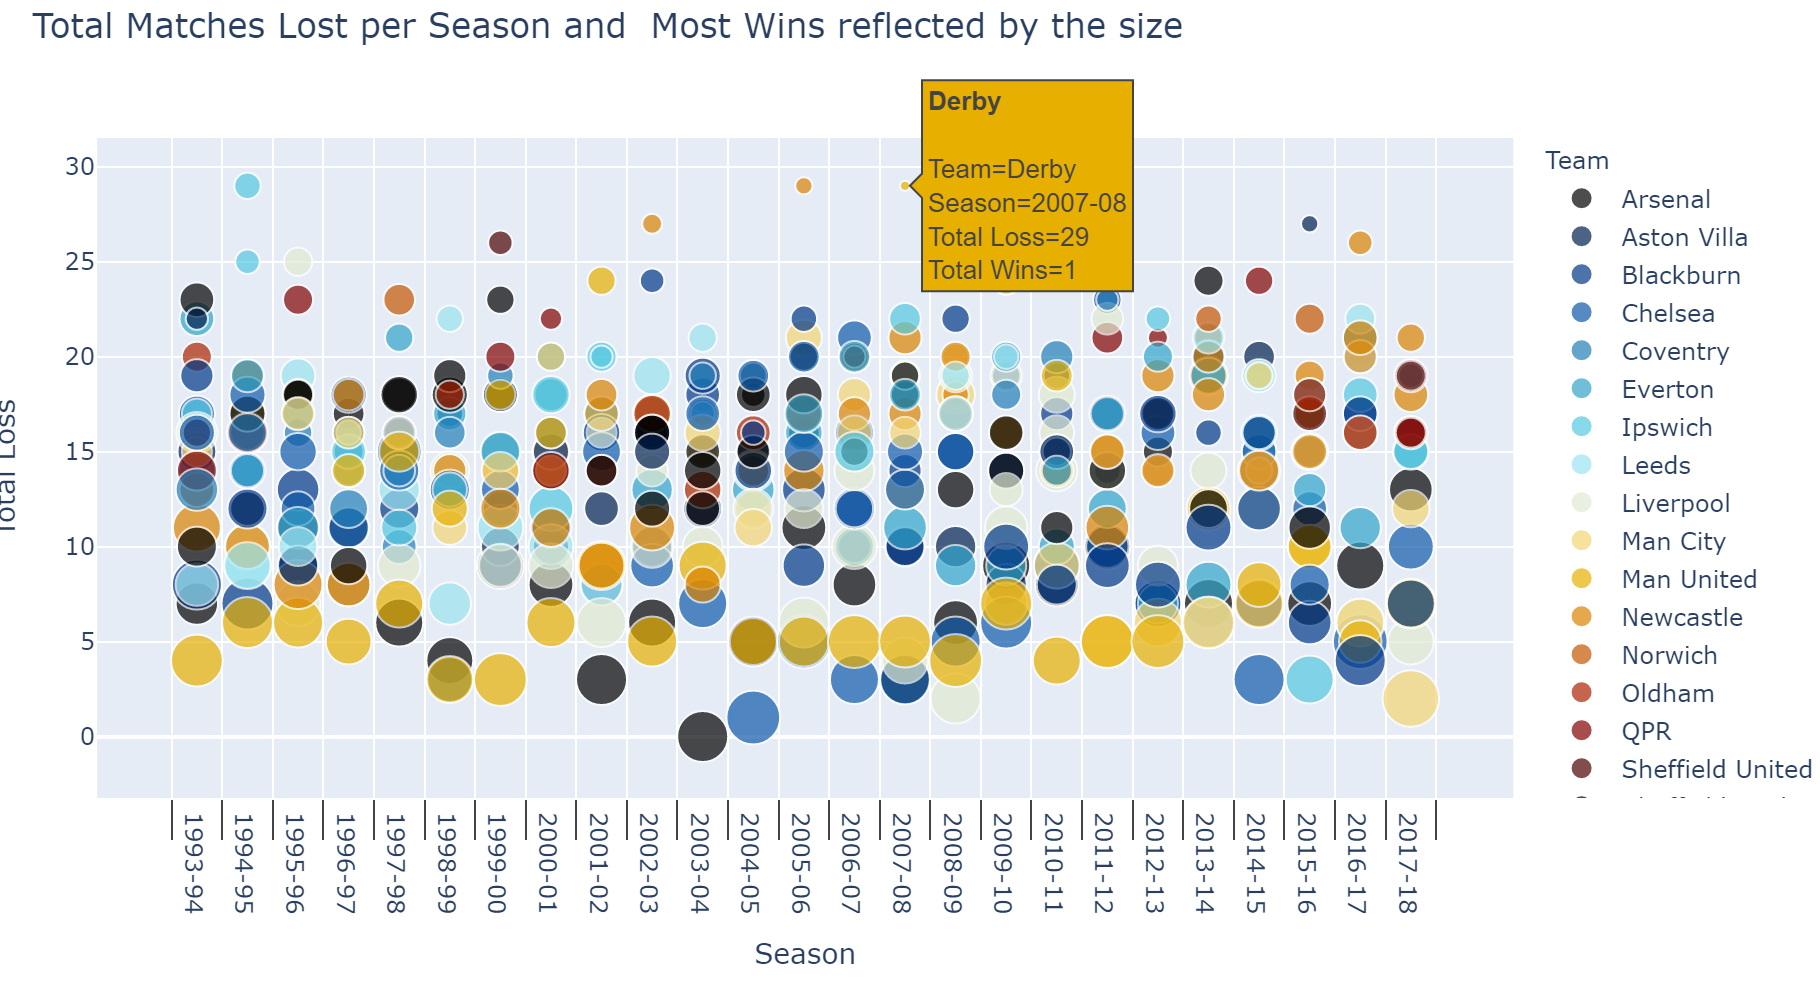 Total Matches Lost per Season and  Most Wins reflected by the size
Derby
Team=Derby
Season=2007-08
Total Loss=29
Total Wins=1
30
25
20
15
10
5
0
Total Loss
1993-94
1994-95
1995-96
1996-97
1997-98
1998-99
1999-00
2000-01
2001-02
2002-03
2003-04
2004-05
2005-06
2006-07
2007-08
2008-09
2009-10
2010-11
2011-12
2012-13
2013-14
2014-15
2015-16
2016-17
2017-18
Season
Team
Arsenal
Aston Villa
Blackburn
Chelsea
Coventry
Everton
Ipswich
Leeds
Liverpool
Man City
Man United
Newcastle
Norwich
Oldham
QPR
Sheffield United